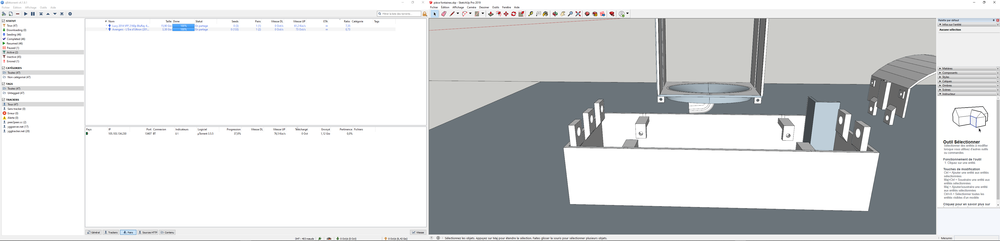 qBittorrent v4.1.9.1
Fichier Édition Affichage Outils Aide
Filtrer la liste des torrents...
STATUT
Tous (47)
Downloading (0)
Seeding (46)
Completed (46)
Resumed (46)
Paused (1)
Active (2)
Inactive (45)
Errored (1)
CATÉGORIES
Toutes (47)
Non catégorisé (47)
TAGS
Toutes (47)
Untagged (47)
TRACKERS
Tous (47)
Sans tracker (0)
Erreur (0)
Alerte (0)
peer2peer.cc (2)
yggserver.net (17)
yggtracker.net (28)
# Nom Taille Done Statut Seeds Pairs Vitesse DL Vitesse UP ETA Ratio Catégorie Tags
* Lucy 2014 VFF 2160p BluRay 4... 15,90 Gio 100% En partage 0 (3) 1 (1) 0 Oct/s 61,2 Kio/s ∞ 7,35
* Avengers - L'Ère d'Ultron (201... 3,38 Gio 100% En partage 0 (133) 1 (2) 0 Oct/s 73 Oct/s ∞ 0,73
Pays IP Port Connexion Indicateurs Logiciel Progression Vitesse DL Vitesse UP Téléchargé Envoyé Pertinence Fichiers
105.103.134.230 13407 BT U I µTorrent 3.5.5 37,8% 76,5 Kio/s 0 Oct 1,12 Gio 0,0%
Général Trackers Pairs Sources HTTP Contenu Vitesse
DHT : 403 nœuds 0 Oct/s (0 Oct) 0 Oct/s (6,42 Gio)
pièce fontaines.skp - SketchUp Pro 2019
Fichier Édition Affichage Caméra Dessiner Outils Fenêtre Aide
Palette par défaut
Infos sur l'entité
Aucune sélection
Matières
Composants
Styles
Calques
Ombres
Scènes
Instructeur
Outil Sélectionner
Sélectionner des entités à modifier
lorsque vous utilisez d'autres outils
ou commandes.
Fonctionnement de l'outil
1. Cliquez sur une entité.
Touches de modification
Ctrl = Ajouter une entité aux entités
sélectionnées
Maj+Ctrl = Soustraire une entité aux
entités sélectionnées
Maj = Ajouter/soustraire une entité
aux entités sélectionnées
Ctrl+A = Sélectionner toutes les
entités visibles d'un modèle
Cliquez pour en savoir plus sur
Sélectionnez les objets. Appuyez sur Maj pour étendre la sélection. Faites glisser la souris pour sélectionner plusieurs objets.
Mesures